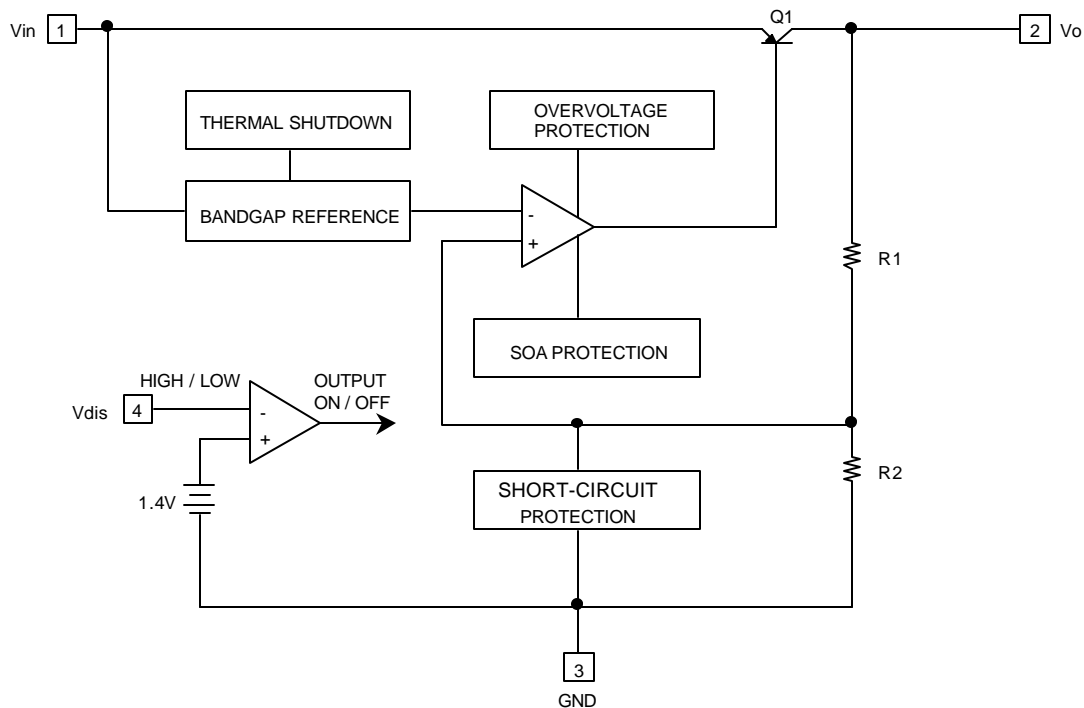 Q1
Vin 1
2 Vo
THERMAL SHUTDOWN
OVERVOLTAGE
PROTECTION
BANDGAP REFERENCE
-
+
R1
SOA PROTECTION
HIGH / LOW
OUTPUT
ON / OFF
Vdis 4
-
+
1.4V
R2
SHORT-CIRCUIT
PROTECTION
3
GND